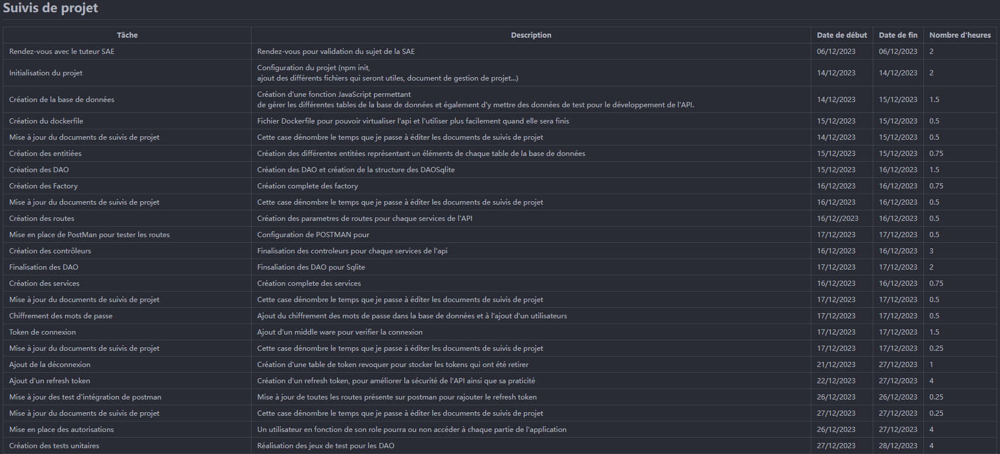 Suivis de projet
Tâche Description Date de début Date de fin Nombre d'heures
Rendez-vous avec le tuteur SAE Rendez-vous pour validation du sujet de la SAE 06/12/2023 06/12/2023 2
Initialisation du projet Configuration du projet (npm init,
ajout des différents fichiers qui seront utiles, document de gestion de projet...) 14/12/2023 14/12/2023 2
Création de la base de données Création d'une fonction JavaScript permettant
de gérer les différentes tables de la base de données et également d'y mettre des données de test pour le développement de l'API. 14/12/2023 15/12/2023 1.5
Création du dockerfile Fichier Dockerfile pour pouvoir virtualiser l'api et l'utiliser plus facilement quand elle sera finis 15/12/2023 15/12/2023 0.5
Mise à jour du documents de suivis de projet Cette case dénombre le temps que je passe à éditer les documents de suivis de projet 14/12/2023 15/12/2023 0.5
Création des entitiées Création des différentes entitées représentant un éléments de chaque table de la base de données 15/12/2023 15/12/2023 0.75
Création des DAO Création des DAO et création de la structure des DAOSqlite 15/12/2023 16/12/2023 1.5
Création des Factory Création complete des factory 16/12/2023 16/12/2023 0.75
Mise à jour du documents de suivis de projet Cette case dénombre le temps que je passe à éditer les documents de suivis de projet 16/12/2023 16/12/2023 0.5
Création des routes Création des parametres de routes pour chaque services de l'API 16/12//2023 16/12/2023 0.5
Mise en place de PostMan pour tester les routes Configuration de POSTMAN pour 17/12/2023 17/12/2023 0.5
Création des contrôleurs Finalisation des controleurs pour chaque services de l'api 16/12/2023 16/12/2023 3
Finalisation des DAO Finsaliation des DAO pour Sqlite 17/12/2023 17/12/2023 2
Création des services Création complete des services 16/12/2023 16/12/2023 0.75
Mise à jour du documents de suivis de projet Cette case dénombre le temps que je passe à éditer les documents de suivis de projet 17/12/2023 17/12/2023 0.5
Chiffrement des mots de passe Ajout du chiffrement des mots de passe dans la base de données et à l'ajout d'un utilisateurs 17/12/2023 17/12/2023 0.5
Token de connexion Ajout d'un middle ware pour verifier la connexion 17/12/2023 17/12/2023 1.5
Mise à jour du documents de suivis de projet Cette case dénombre le temps que je passe à éditer les documents de suivis de projet 17/12/2023 17/12/2023 0.25
Ajout de la déconnexion Création d'une table de token revoquer pour stocker les tokens qui ont été retirer 21/12/2023 27/12/2023 1
Ajout d'un refresh token Création d'un refresh token, pour améliorer la sécurité de l'API ainsi que sa praticité 22/12/2023 27/12/2023 4
Mise à jour des test d'intégration de postman Mise à jour de toutes les routes présente sur postman pour rajouter le refresh token 26/12/2023 26/12/2023 0.25
Mise à jour du documents de suivis de projet Cette case dénombre le temps que je passe à éditer les documents de suivis de projet 27/12/2023 27/12/2023 0.25
Mise en place des autorisations Un utilisateur en fonction de son role pourra ou non accéder à chaque partie de l'application 26/12/2023 27/12/2023 4
Création des tests unitaires Réalisation des jeux de test pour les DAO 27/12/2023 28/12/2023 4